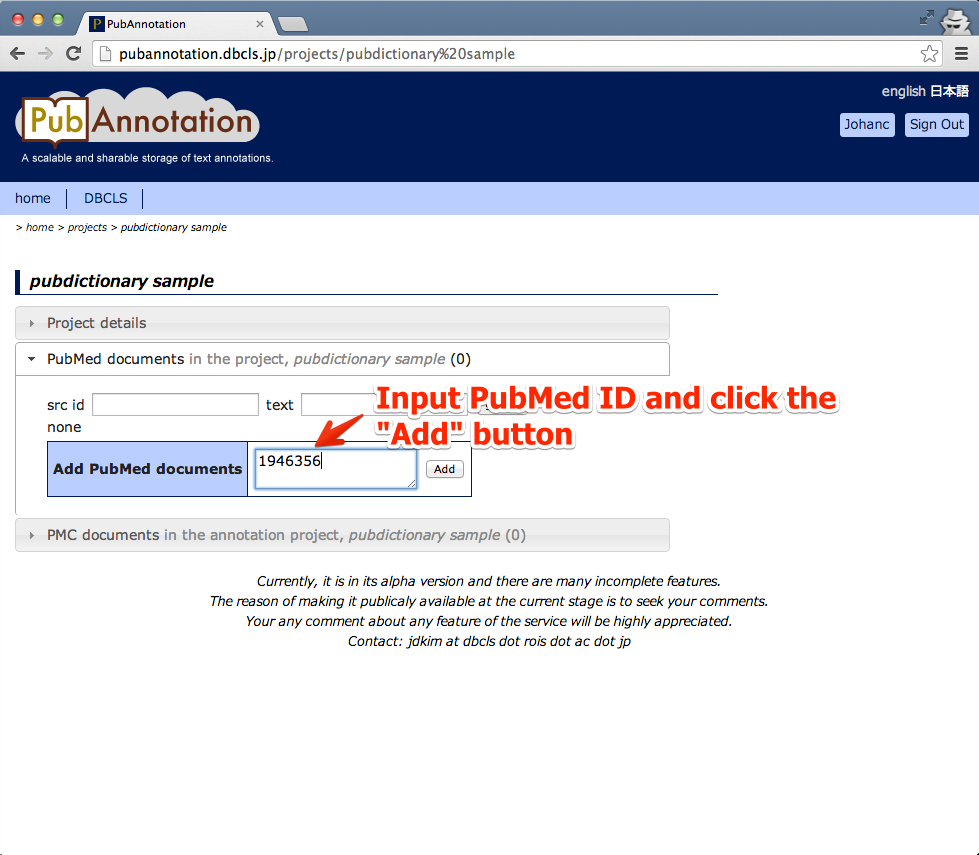 PubAnnotation
pubannotation.dbcls.jp/projects/pubdictionary%20sample
english 日本語
PubAnnotation
Johanc Sign Out
A scalable and sharable storage of text annotations.
home DBCLS
> home > projects > pubdictionary sample
pubdictionary sample
Project details
PubMed documents in the project, pubdictionary sample (0)
src id text
Input PubMed ID and click the
none
"Add" button
Add PubMed documents 1946356 Add
PMC documents in the annotation project, pubdictionary sample (0)
Currently, it is in its alpha version and there are many incomplete features.
The reason of making it publicaly available at the current stage is to seek your comments.
Your any comment about any feature of the service will be highly appreciated.
Contact: jdkim at dbcls dot rois dot ac dot jp